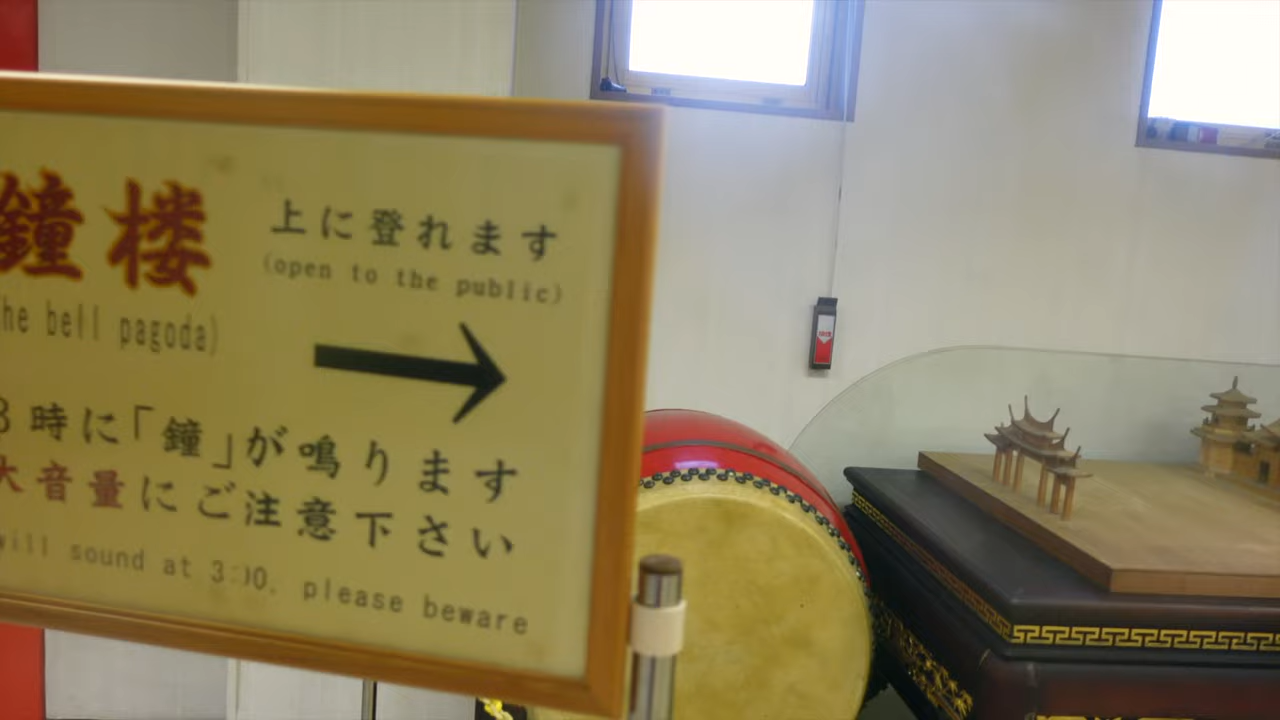 鐘楼
上に登れます
(open to the public)
he bell pagoda)
3時に「鐘」が鳴ります
大音量にご注意下さい
will sound at 3:00, please beware